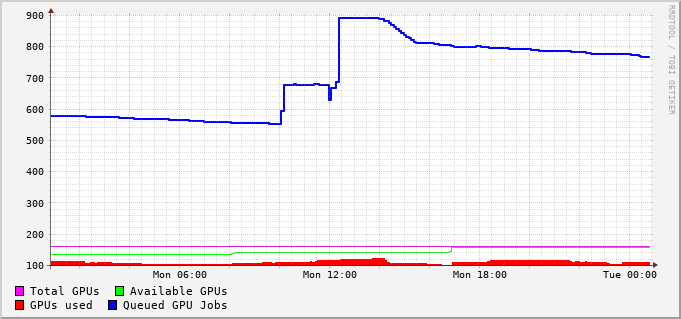 900
800
700
600
500
400
300
200
100
Mon 06:00 Mon 12:00 Mon 18:00 Tue 00:00
Total GPUs Available GPUs
GPUs used Queued GPU Jobs
RRDTOOL / TOBI OETIKER